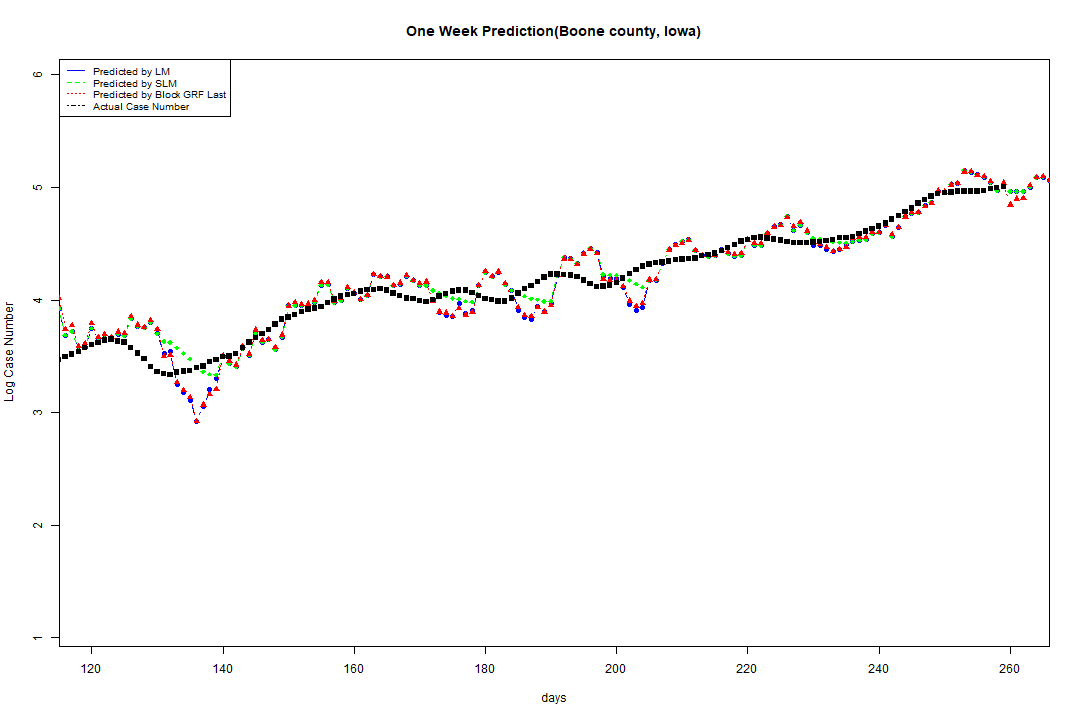 One Week Prediction(Boone county, Iowa)
Predicted by LM
Predicted by SLM
Predicted by Block GRF Last
Actual Case Number
6
5
4
3
2
1
Log Case Number
120 140 160 180 200 220 240 260
days